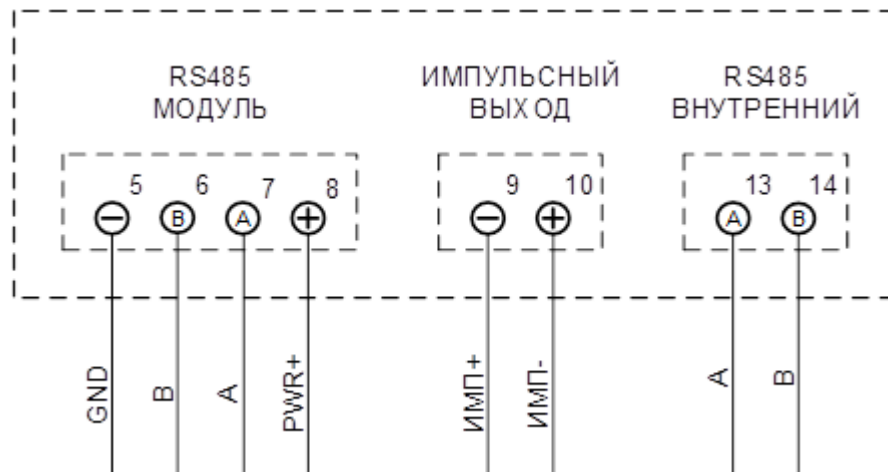 RS485
МОДУЛЬ
ИМПУЛЬСНЫЙ
ВЫХОД
RS485
ВНУТРЕННИЙ
5 6 7 8
9 10
13 14
B A
A B
GND
B
A
PWR+
ИМП+
ИМП-
A
B